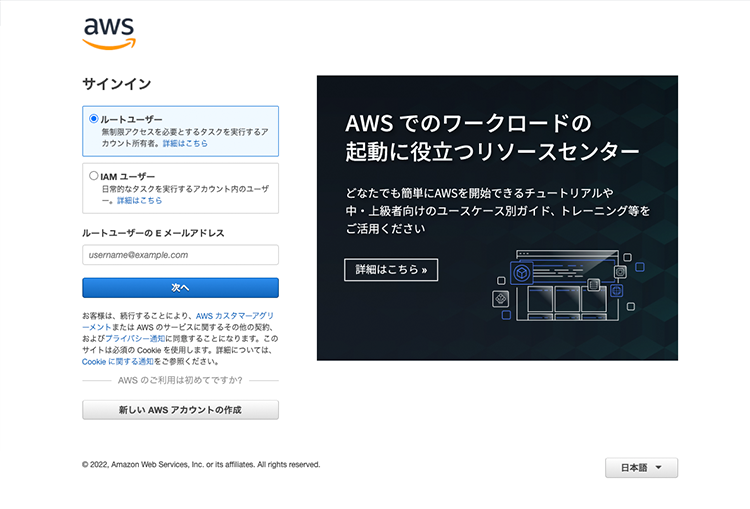 aws
サインイン
ルートユーザー
無制限アクセスを必要とするタスクを実行するア
カウント所有者。詳細はこちら
IAM ユーザー
日常的なタスクを実行するアカウント内のユーザ
ー。詳細はこちら
ルートユーザーの E メールアドレス
username@example.com
次へ
お客様は、続行することにより、AWS カスタマーアグリ
ーメントまたは AWS のサービスに関するその他の契約、
およびプライバシー通知に同意することになります。この
サイトは必須の Cookie を使用します。詳細については、
Cookie に関する通知をご参照ください。
AWS のご利用は初めてですか?
新しい AWS アカウントの作成
AWS でのワークロードの
起動に役立つリソースセンター
どなたでも簡単にAWSを開始できるチュートリアルや
中・上級者向けのユースケース別ガイド、トレーニング等を
ご活用ください
詳細はこちら »
© 2022, Amazon Web Services, Inc. or its affiliates. All rights reserved.
日本語